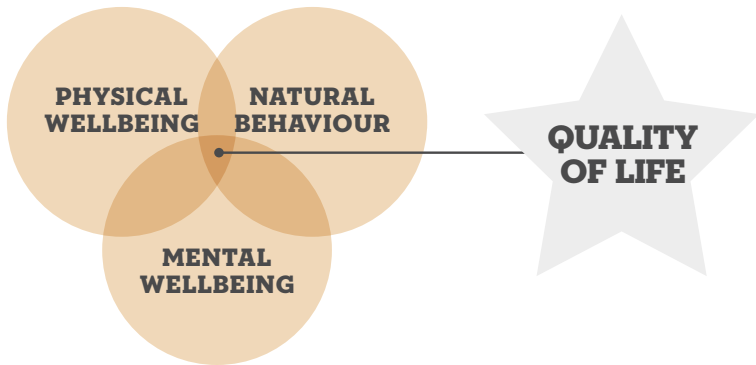 PHYSICAL
WELLBEING
NATURAL
BEHAVIOUR
MENTAL
WELLBEING
QUALITY
OF LIFE